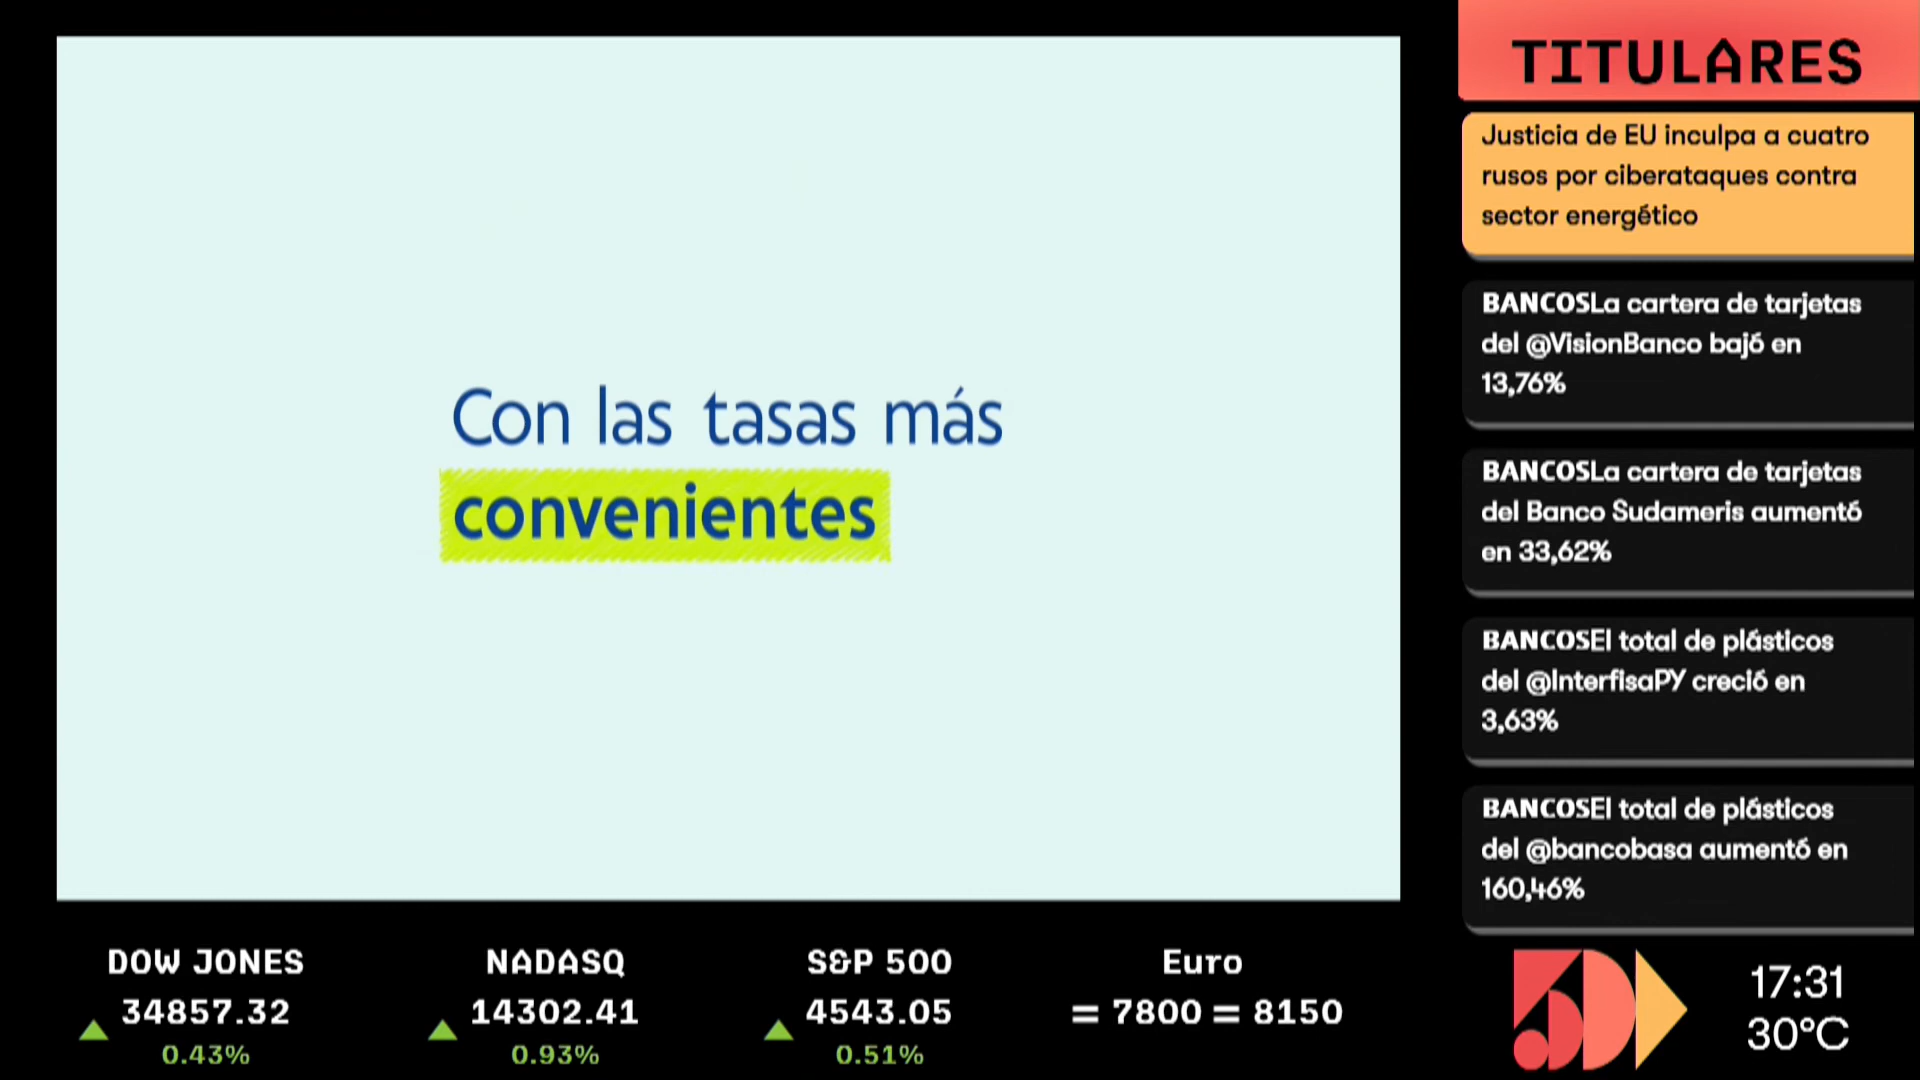 Con las tasas más
convenientes
TITULARES
Justicia de EU inculpa a cuatro
rusos por ciberataques contra
sector energético
BANCOSLa cartera de tarjetas
del @VisionBanco bajó en
13,76%
BANCOSLa cartera de tarjetas
del Banco Sudameris aumentó
en 33,62%
BANCOSEl total de plásticos
del @InterfisaPY creció en
3,63%
BANCOSEl total de plásticos
del @bancobasa aumentó en
160,46%
DOW JONES
34857.32
0.43%
NADASQ
14302.41
0.93%
S&P 500
4543.05
0.51%
Euro
= 7800 = 8150
5D
17:31
30°C